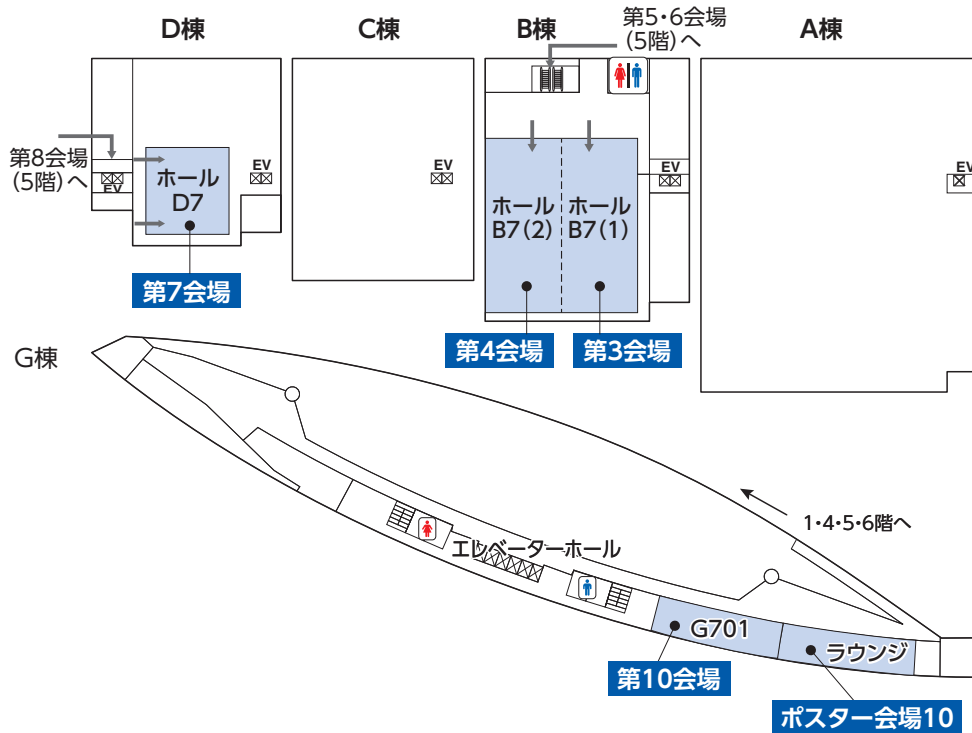 D棟
C棟
B棟
A棟
第5・6会場
(5階)へ
第8会場
(5階)へ
EV
ホール
D7
EV
EV
ホール
B7(2)
ホール
B7(1)
EV
EV
第7会場
第4会場
第3会場
G棟
1・4・5・6階へ
エレベーターホール
G701
ラウンジ
第10会場
ポスター会場10